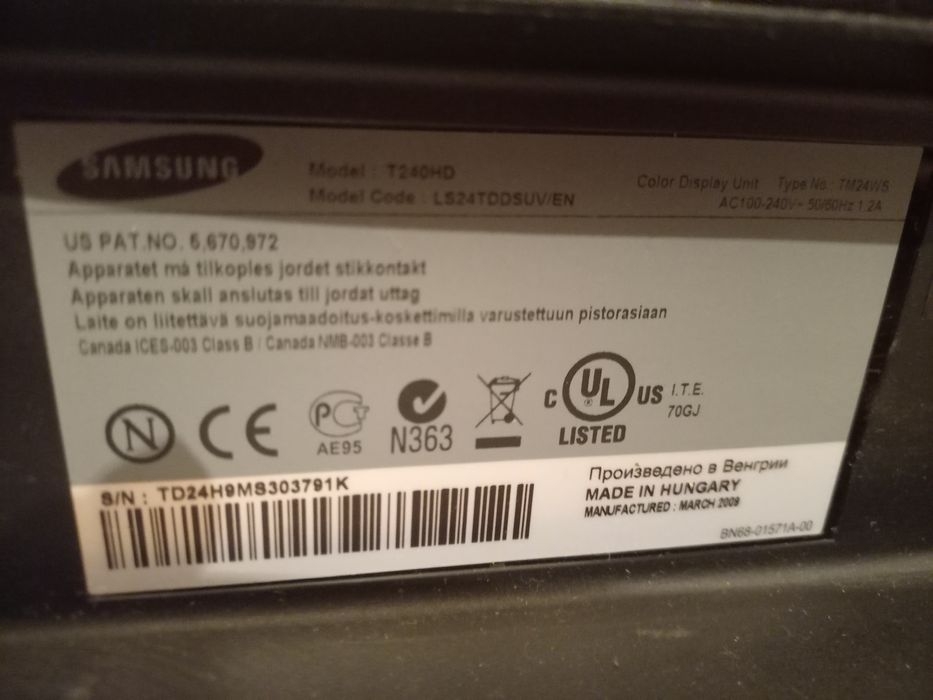 SAMSUNG
Model : T240HD
Model Code : LS24TDDSUV/EN
Color Display Unit Type No.: TM24WS
AC100-240V~ 50/60Hz 1.2A
US PAT.NO. 5,670,972
Apparatet må tilkoples jordet stikkontakt
Apparaten skall anslutas till jordat uttag
Laite on liitettävä suojamaadoitus-koskettimilla varustettuun pistorasiaan
Canada ICES-003 Class B / Canada NMB-003 Classe B
N
CE
PCT
AE95
N363
C UL ® US
LISTED
I.T.E.
70GJ
S/N : TD24H9MS303791K
Произведено в Венгрии
MADE IN HUNGARY
MANUFACTURED : MARCH 2009
BN68-01571A-00